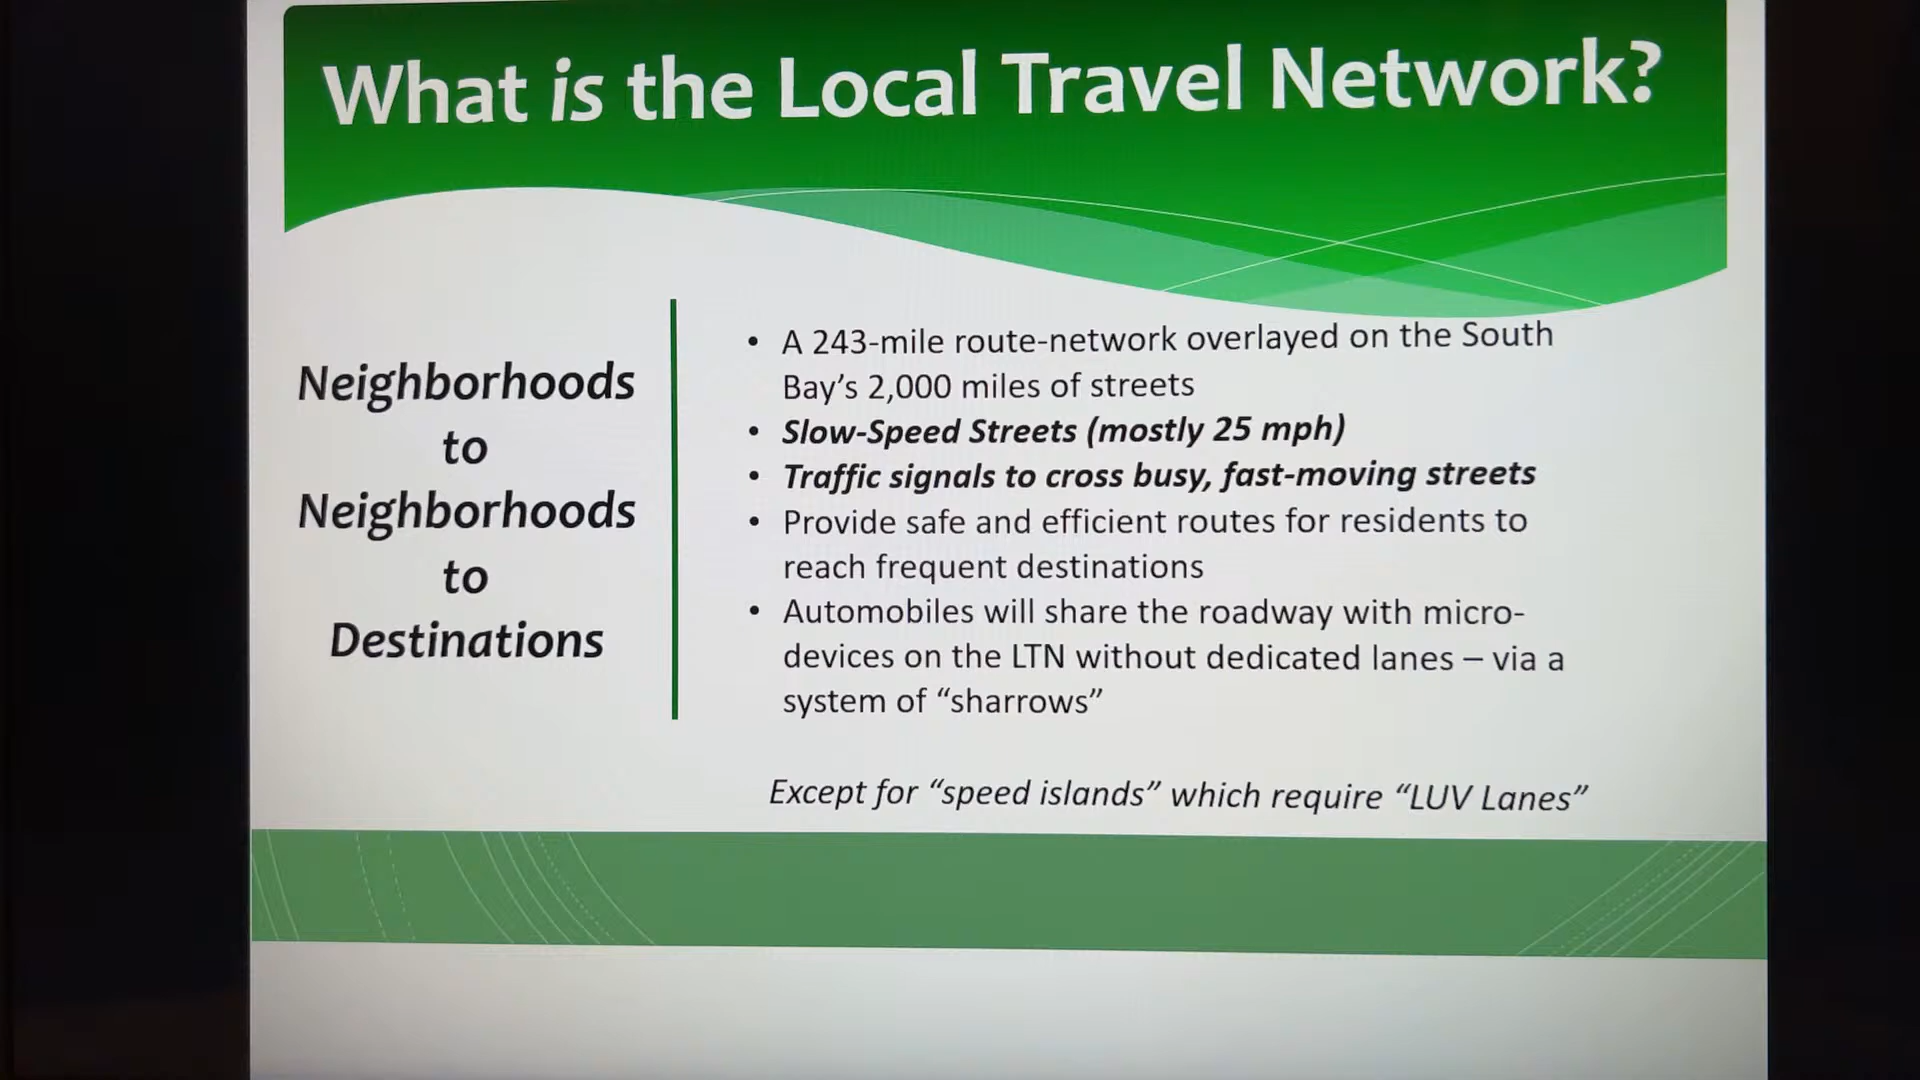 What is the Local Travel Network?
Neighborhoods
to
Neighborhoods
to
Destinations
• A 243-mile route-network overlayed on the South
Bay’s 2,000 miles of streets
• Slow-Speed Streets (mostly 25 mph)
• Traffic signals to cross busy, fast-moving streets
• Provide safe and efficient routes for residents to
reach frequent destinations
• Automobiles will share the roadway with micro-
devices on the LTN without dedicated lanes – via a
system of “sharrows”
Except for “speed islands” which require “LUV Lanes”